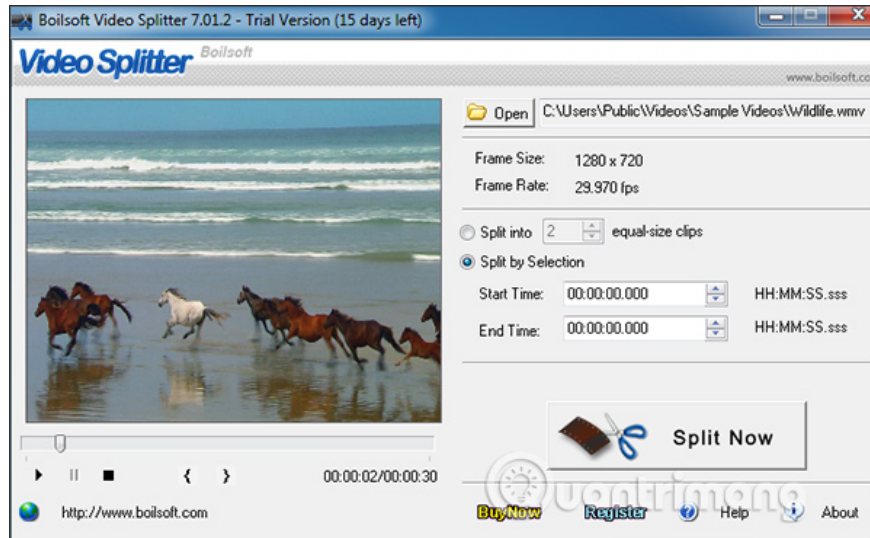 Boilsoft Video Splitter 7.01.2 - Trial Version (15 days left)
Video Splitter Boilsoft
www.boilsoft.co
Open C:\Users\Public\Videos\Sample Videos\Wildlife.wmv
Frame Size: 1280 x 720
Frame Rate: 29.970 fps
Split into 2 equal-size clips
Split by Selection
Start Time: 00:00:00.000 HH:MM:SS.sss
End Time: 00:00:00.000 HH:MM:SS.sss
Split Now
{ } 00:00:02/00:00:30
Quantrimang
http://www.boilsoft.com Buy Now Register Help About